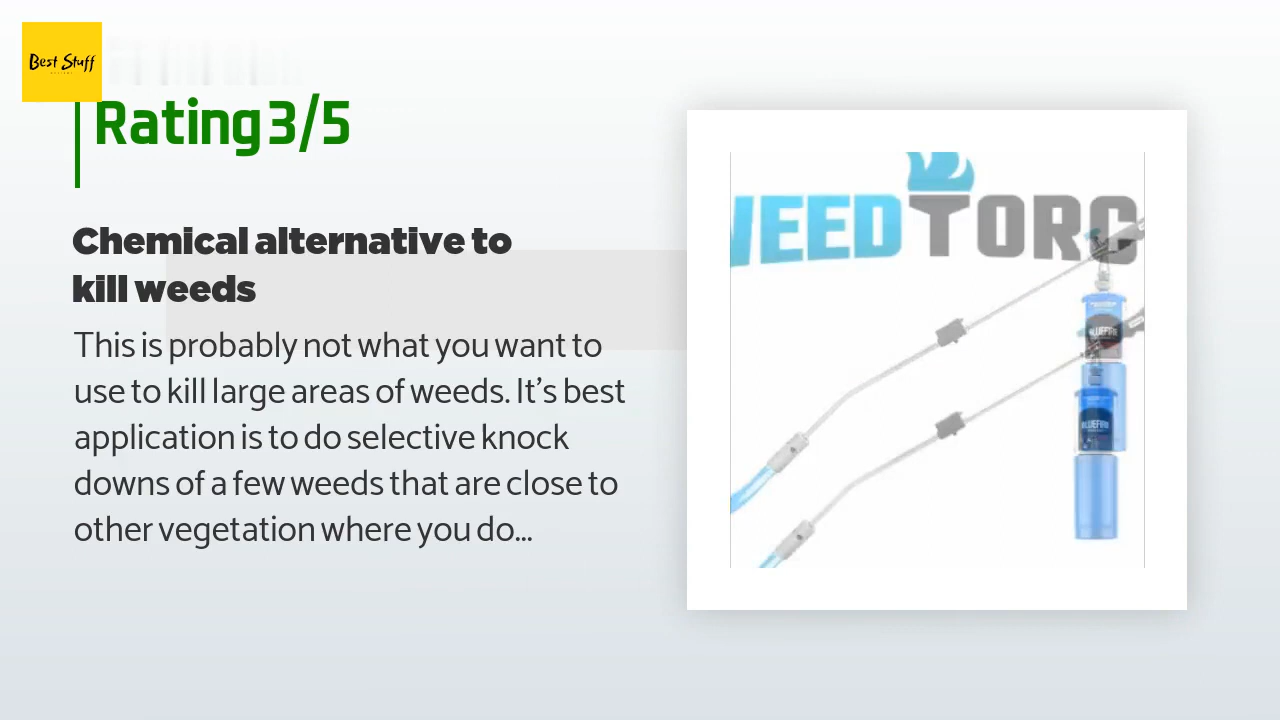 Best Stuff
Rating 3/5
Chemical alternative to
kill weeds
This is probably not what you want to
use to kill large areas of weeds. It’s best
application is to do selective knock
downs of a few weeds that are close to
other vegetation where you do...
WEEDTORC
BLUEFIRE
BLUEFIRE